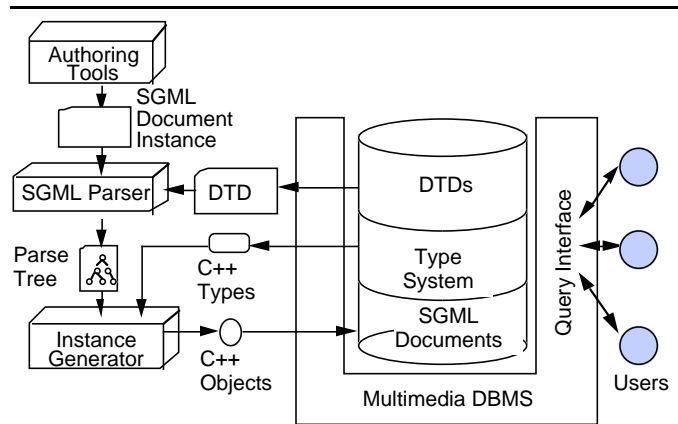 Authoring
Tools
SGML
Document
Instance
SGML Parser
DTD
DTDs
Parse
Tree
C++
Types
Type
System
Instance
Generator
C++
Objects
SGML
Documents
Query Interface
Users
Multimedia DBMS